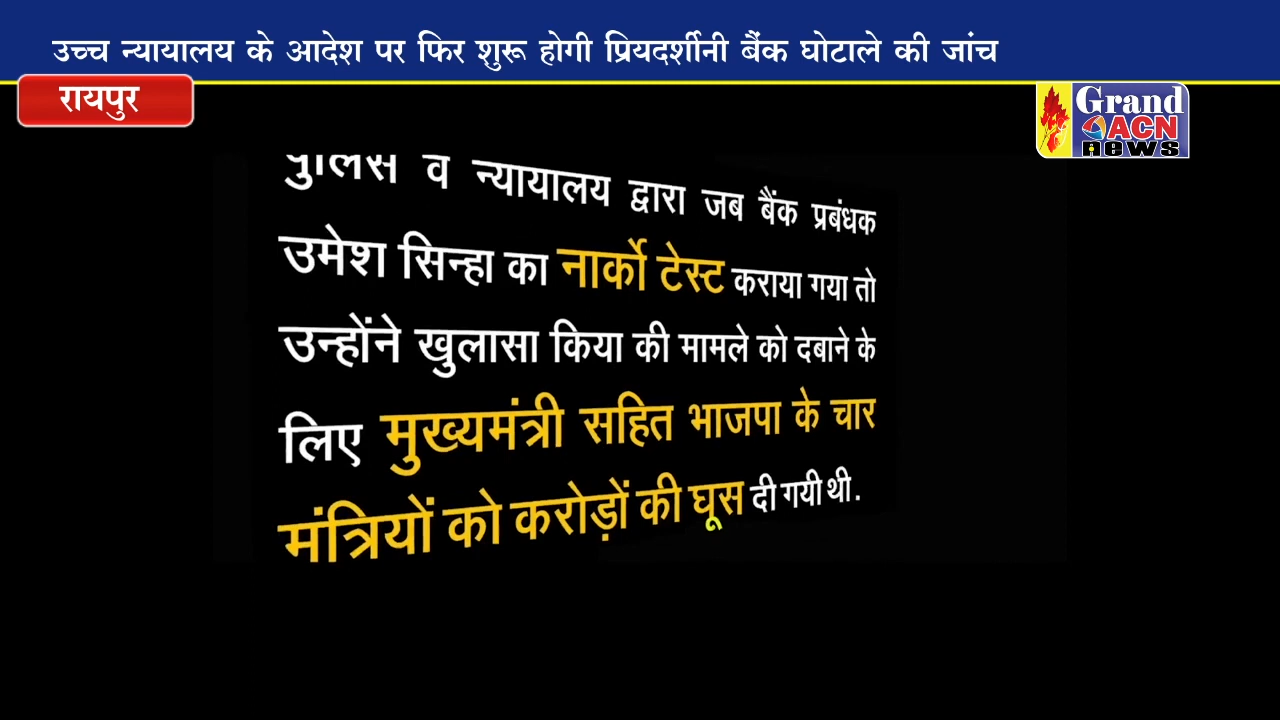 उच्च न्यायालय के आदेश पर फिर शुरू होगी प्रियदर्शीनी बैंक घोटाले की जांच
रायपुर
Grand
ACN
news
पुलिस व न्यायालय द्वारा जब बैंक प्रबंधक
उमेश सिन्हा का नार्को टेस्ट कराया गया तो
उन्होंने खुलासा किया की मामले को दबाने के
लिए मुख्यमंत्री सहित भाजपा के चार
मंत्रियों को करोड़ों की घूस दी गयी थी.